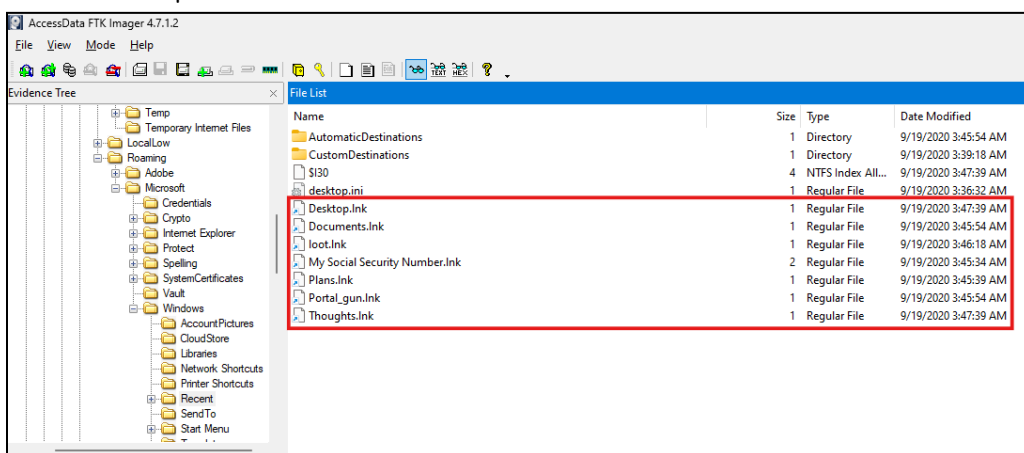 AccessData FTK Imager 4.7.1.2
File View Mode Help
TEXT HEX
Evidence Tree
File List
Temp
Temporary Internet Files
LocalLow
Roaming
Adobe
Microsoft
Credentials
Crypto
Internet Explorer
Protect
Spelling
SystemCertificates
Vault
Windows
AccountPictures
CloudStore
Libraries
Network Shortcuts
Printer Shortcuts
Recent
SendTo
Start Menu
Name Size Type Date Modified
AutomaticDestinations 1 Directory 9/19/2020 3:45:54 AM
CustomDestinations 1 Directory 9/19/2020 3:39:18 AM
$I30 4 NTFS Index All... 9/19/2020 3:47:39 AM
desktop.ini 1 Regular File 9/19/2020 3:36:32 AM
Desktop.lnk 1 Regular File 9/19/2020 3:47:39 AM
Documents.lnk 1 Regular File 9/19/2020 3:45:54 AM
loot.lnk 1 Regular File 9/19/2020 3:46:18 AM
My Social Security Number.lnk 2 Regular File 9/19/2020 3:45:34 AM
Plans.lnk 1 Regular File 9/19/2020 3:45:39 AM
Portal_gun.lnk 1 Regular File 9/19/2020 3:45:54 AM
Thoughts.lnk 1 Regular File 9/19/2020 3:47:39 AM